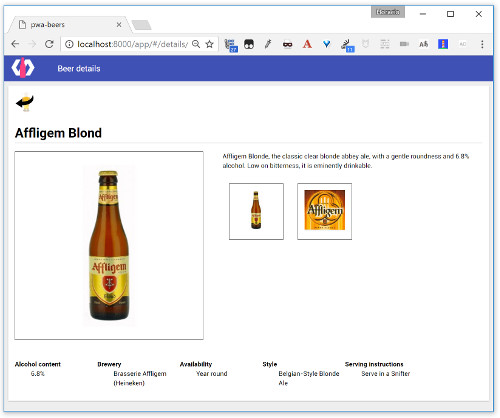 Horacio
pwa-beers
localhost:8000/app/#/details/
Beer details
Affligem Blond
Affligem Blonde, the classic clear blonde abbey ale, with a gentle roundness and 6.8%
alcohol. Low on bitterness, it is eminently drinkable.
Affligem
Affligem
Alcohol content
6.8%
Brewery
Brasserie Affligem
(Heineken)
Availability
Year round
Style
Belgian-Style Blonde
Ale
Serving instructions
Serve in a Snifter